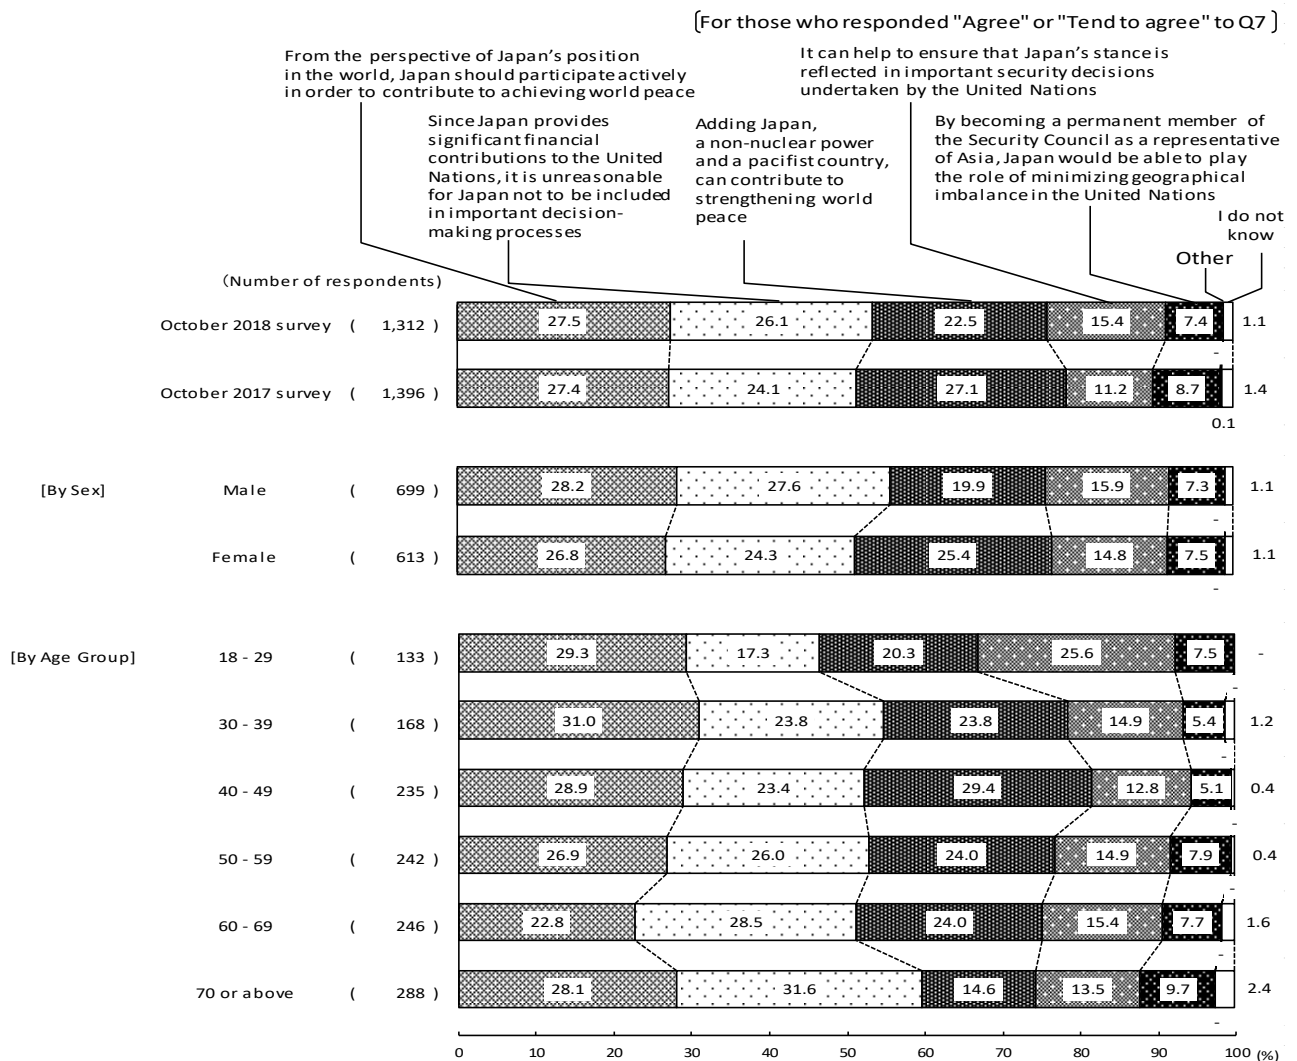 [For those who responded "Agree" or "Tend to agree" to Q7]
From the perspective of Japan's position
in the world, Japan should participate actively
in order to contribute to achieving world peace
Since Japan provides
significant financial
contributions to the United
Nations, it is unreasonable
for Japan not to be included
in important decision-
making processes
Adding Japan,
a non-nuclear power
and a pacifist country,
can contribute to
strengthening world
peace
It can help to ensure that Japan's stance is
reflected in important security decisions
undertaken by the United Nations
By becoming a permanent member of
the Security Council as a representative
of Asia, Japan would be able to play
the role of minimizing geographical
imbalance in the United Nations
Other
I do not
know
(Number of respondents)
October 2018 survey ( 1,312 ) 27.5 26.1 22.5 15.4 7.4 1.1
-
October 2017 survey ( 1,396 ) 27.4 24.1 27.1 11.2 8.7 1.4
0.1
[By Sex] Male ( 699 ) 28.2 27.6 19.9 15.9 7.3 1.1
-
Female ( 613 ) 26.8 24.3 25.4 14.8 7.5 1.1
-
[By Age Group] 18 - 29 ( 133 ) 29.3 17.3 20.3 25.6 7.5 -
-
30 - 39 ( 168 ) 31.0 23.8 23.8 14.9 5.4 1.2
-
40 - 49 ( 235 ) 28.9 23.4 29.4 12.8 5.1 0.4
-
50 - 59 ( 242 ) 26.9 26.0 24.0 14.9 7.9 0.4
-
60 - 69 ( 246 ) 22.8 28.5 24.0 15.4 7.7 1.6
-
70 or above ( 288 ) 28.1 31.6 14.6 13.5 9.7 2.4
-
0 10 20 30 40 50 60 70 80 90 100 (%)